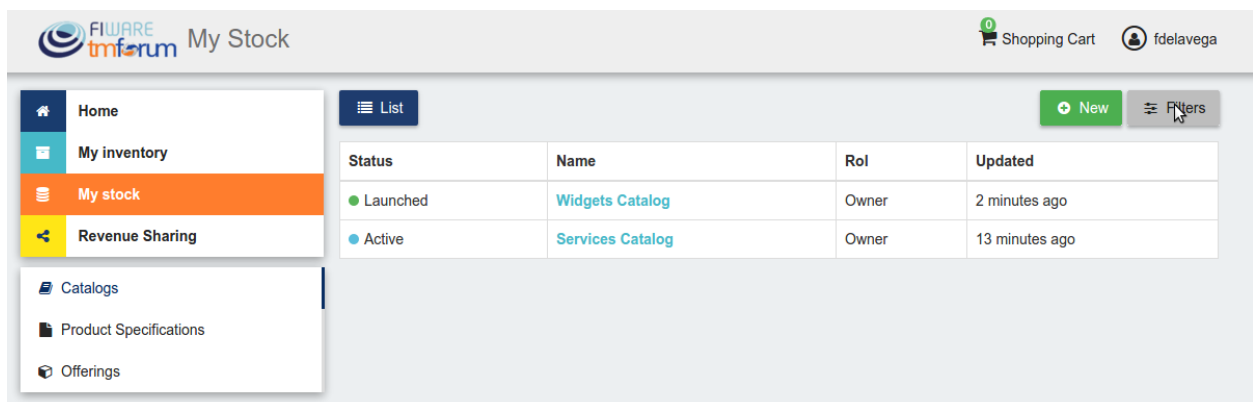 FIWARE
tmforum My Stock
0
Shopping Cart fdelavega
Home
My inventory
My stock
Revenue Sharing
Catalogs
Product Specifications
Offerings
List
New Filters
Status Name Rol Updated
Launched Widgets Catalog Owner 2 minutes ago
Active Services Catalog Owner 13 minutes ago